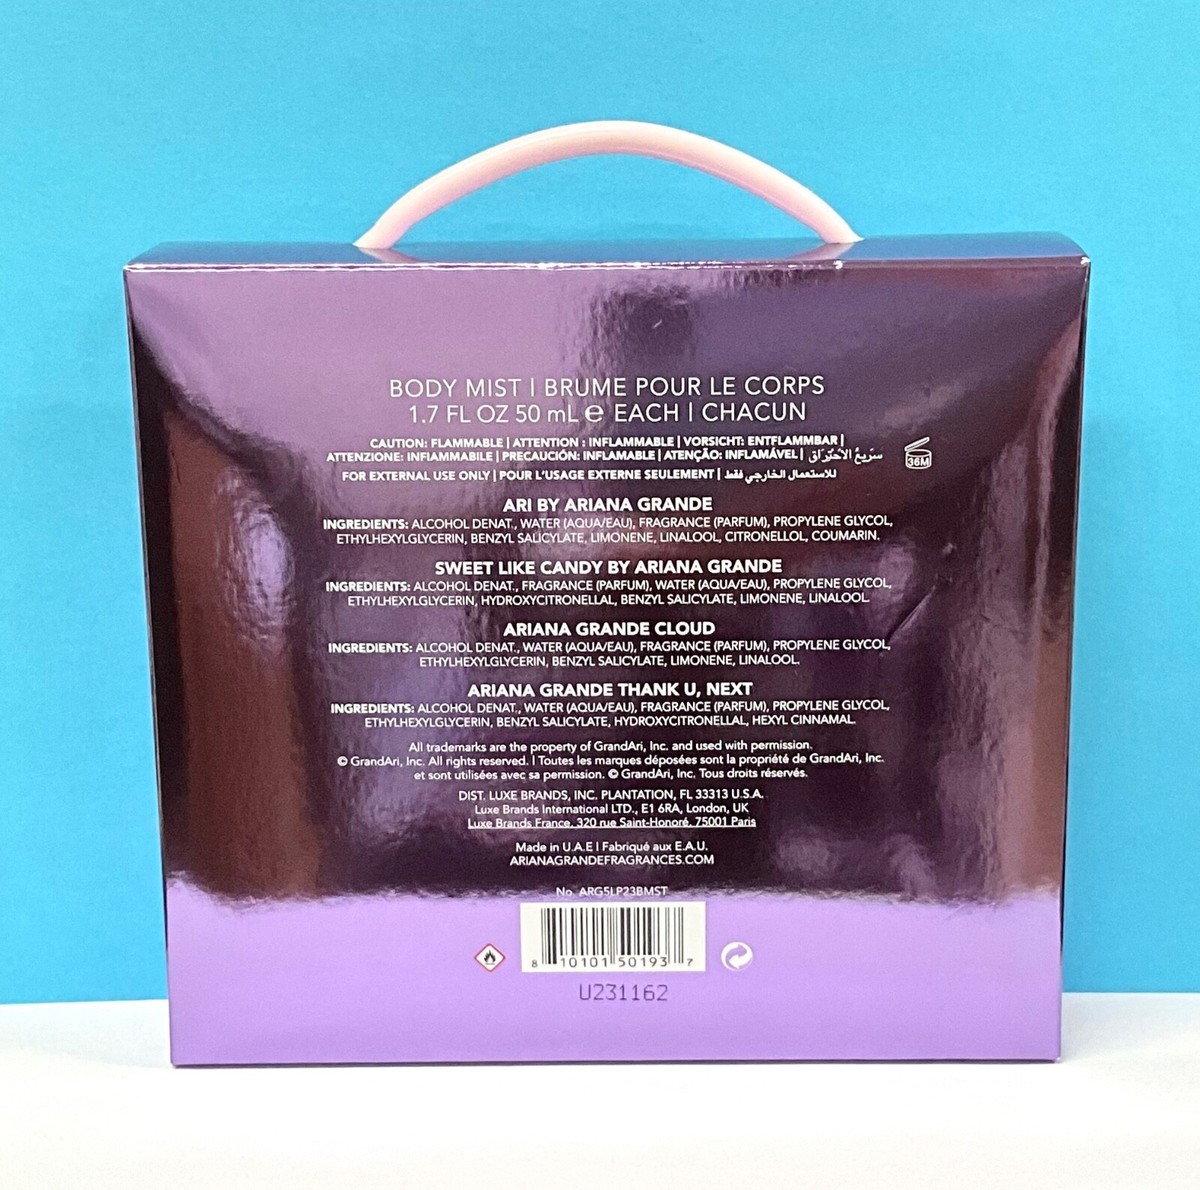 BODY MIST | BRUME POUR LE CORPS
1.7 FL OZ 50 mL ℮ EACH | CHACUN
CAUTION: FLAMMABLE | ATTENTION : INFLAMMABLE | VORSICHT: ENTFLAMMBAR |
ATTENZIONE: INFIAMMABILE | PRECAUCIÓN: INFLAMABLE | ATENÇÃO: INFLAMÁVEL | سَريعُ الاحْتِرَاق
36M
FOR EXTERNAL USE ONLY | POUR L'USAGE EXTERNE SEULEMENT | للاستعمال الخارجي فقط
ARI BY ARIANA GRANDE
INGREDIENTS: ALCOHOL DENAT., WATER (AQUA/EAU), FRAGRANCE (PARFUM), PROPYLENE GLYCOL,
ETHYLHEXYLGLYCERIN, BENZYL SALICYLATE, LIMONENE, LINALOOL, CITRONELLOL, COUMARIN.
SWEET LIKE CANDY BY ARIANA GRANDE
INGREDIENTS: ALCOHOL DENAT., FRAGRANCE (PARFUM), WATER (AQUA/EAU), PROPYLENE GLYCOL,
ETHYLHEXYLGLYCERIN, HYDROXYCITRONELLAL, BENZYL SALICYLATE, LIMONENE, LINALOOL.
ARIANA GRANDE CLOUD
INGREDIENTS: ALCOHOL DENAT., WATER (AQUA/EAU), FRAGRANCE (PARFUM), PROPYLENE GLYCOL,
ETHYLHEXYLGLYCERIN, BENZYL SALICYLATE, LIMONENE, LINALOOL.
ARIANA GRANDE THANK U, NEXT
INGREDIENTS: ALCOHOL DENAT., WATER (AQUA/EAU), FRAGRANCE (PARFUM), PROPYLENE GLYCOL,
ETHYLHEXYLGLYCERIN, BENZYL SALICYLATE, HYDROXYCITRONELLAL, HEXYL CINNAMAL.
All trademarks are the property of GrandAri, Inc. and used with permission.
© GrandAri, Inc. All rights reserved. | Toutes les marques déposées sont la propriété de GrandAri, Inc.
et sont utilisées avec sa permission. © GrandAri, Inc. Tous droits réservés.
DIST. LUXE BRANDS, INC. PLANTATION, FL 33313 U.S.A.
Luxe Brands International LTD., E1 6RA, London, UK
Luxe Brands France, 320 rue Saint-Honoré, 75001 Paris
Made in U.A.E | Fabriqué aux E.A.U.
ARIANAGRANDEFRAGRANCES.COM
No. ARG5LP23BMST
8 10101 50193 7
U231162